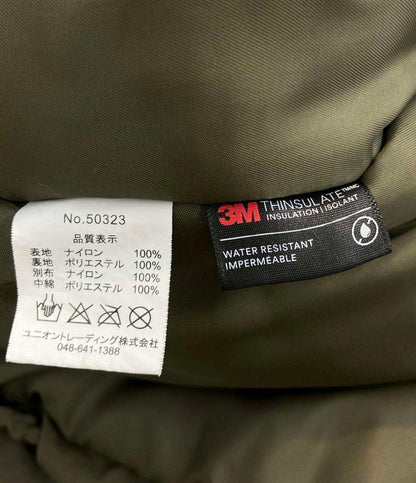 No.50323
品質表示
表地 ナイロン 100%
裏地 ポリエステル 100%
別布 ナイロン 100%
中綿 ポリエステル 100%
ユニオントレーディング株式会社
048-641-1388
3M THINSULATE™/MC
INSULATION | ISOLANT
WATER RESISTANT
IMPERMÉABLE